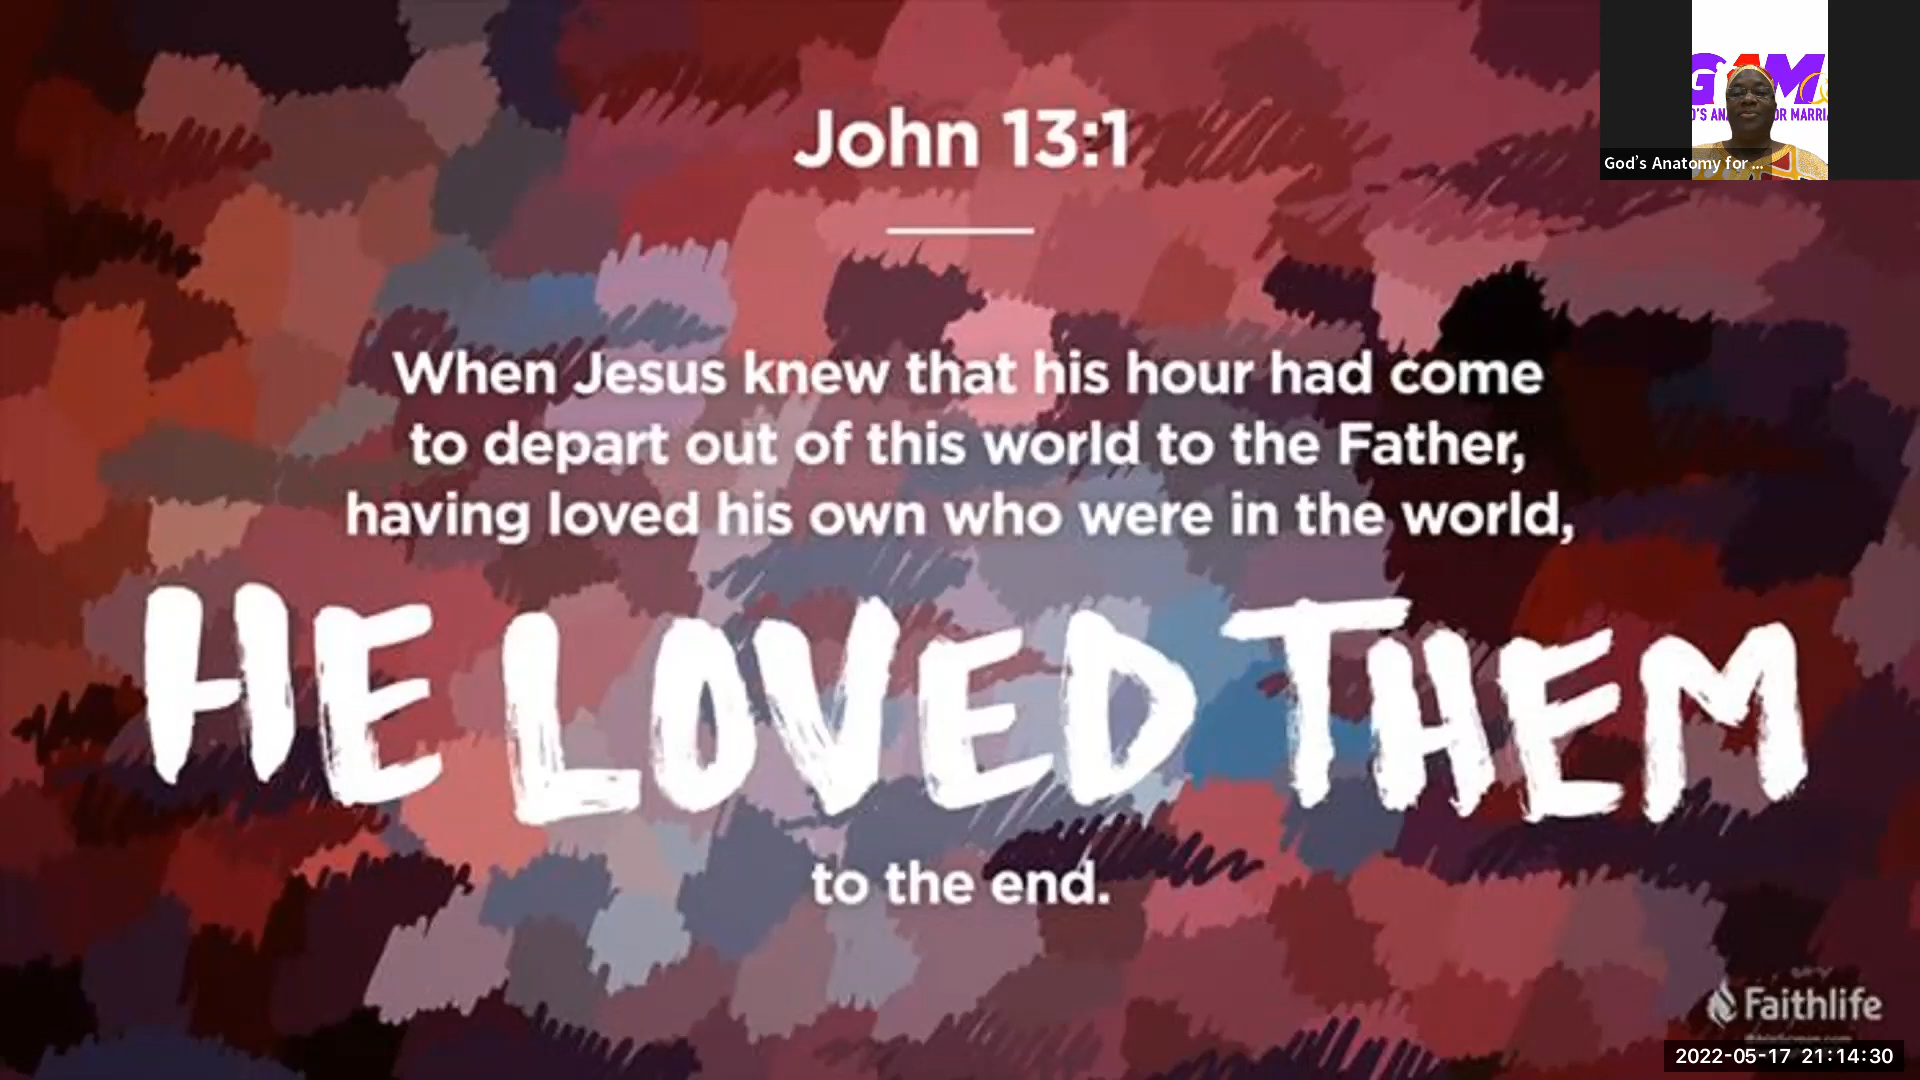 John 13:1
When Jesus knew that his hour had come
to depart out of this world to the Father,
having loved his own who were in the world,
HE LOVED THEM
to the end.
GAM
God's Anatomy for ...
Faithlife
2022-05-17 21:14:30